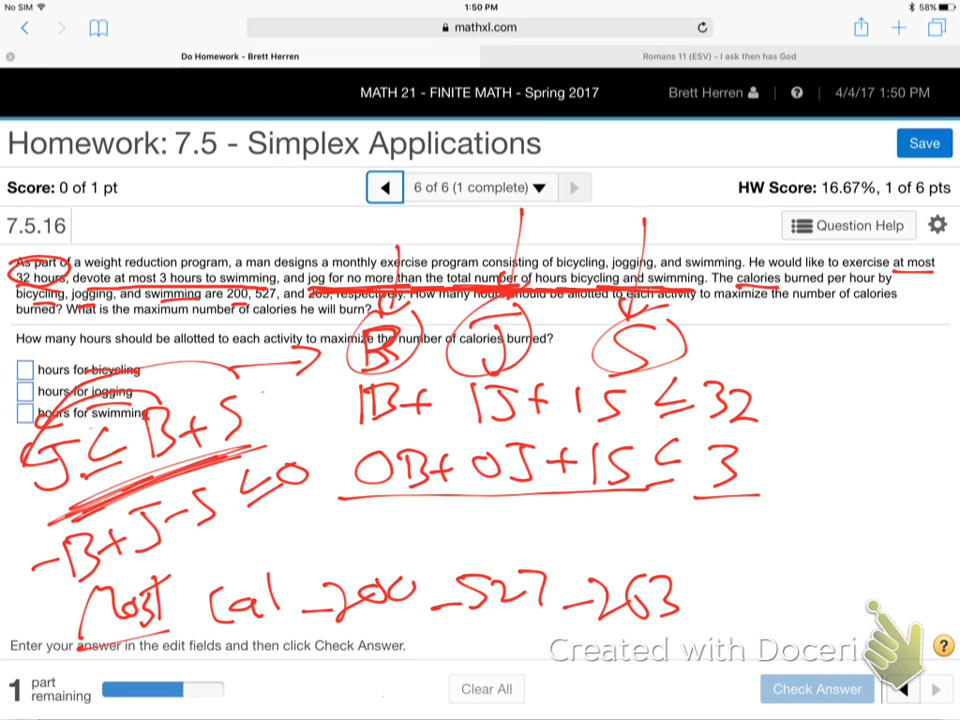 No SIM 1:50 PM 58%
mathxl.com
Do Homework - Brett Herren Romans 11 (ESV) - I ask then has God
MATH 21 - FINITE MATH - Spring 2017 Brett Herren ? 4/4/17 1:50 PM
Homework: 7.5 - Simplex Applications Save
Score: 0 of 1 pt 6 of 6 (1 complete) HW Score: 16.67%, 1 of 6 pts
7.5.16 Question Help
As part of a weight reduction program, a man designs a monthly exercise program consisting of bicycling, jogging, and swimming. He would like to exercise at most
32 hours, devote at most 3 hours to swimming, and jog for no more than the total number of hours bicycling and swimming. The calories burned per hour by
bicycling, jogging, and swimming are 200, 527, and 263, respectively. How many hours should be allotted to each activity to maximize the number of calories
burned? What is the maximum number of calories he will burn?
How many hours should be allotted to each activity to maximize the number of calories burned?
B J S
hours for bicycling
hours for jogging
hours for swimming
1B + 1J + 1S ≤ 32
J ≤ B + S
0B + 0J + 1S ≤ 3
-B + J - S ≤ 0
Most Cal -200 -527 -263
Enter your answer in the edit fields and then click Check Answer.
Created with Doceri
?
1 part remaining Clear All Check Answer